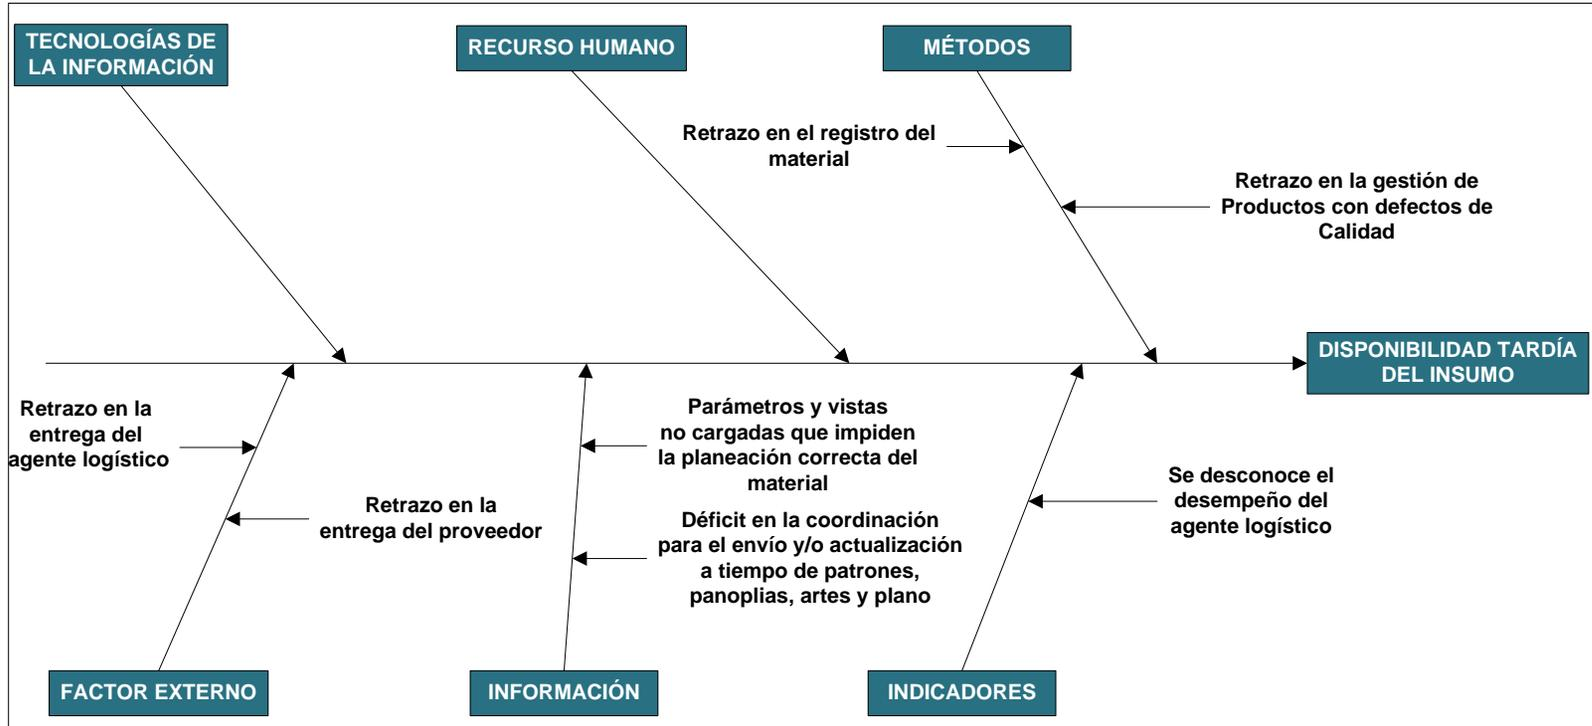 TECNOLOGÍAS DE
LA INFORMACIÓN
RECURSO HUMANO
MÉTODOS
Retrazo en el registro del
material
Retrazo en la gestión de
Productos con defectos de
Calidad
DISPONIBILIDAD TARDÍA
DEL INSUMO
Retrazo en la
entrega del
agente logístico
Retrazo en la
entrega del proveedor
Parámetros y vistas
no cargadas que impiden
la planeación correcta del
material
Déficit en la coordinación
para el envío y/o actualización
a tiempo de patrones,
panoplias, artes y plano
Se desconoce el
desempeño del
agente logístico
FACTOR EXTERNO
INFORMACIÓN
INDICADORES